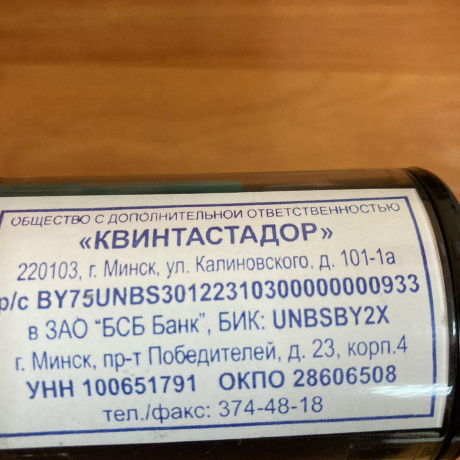 ОБЩЕСТВО С ДОПОЛНИТЕЛЬНОЙ ОТВЕТСТВЕННОСТЬЮ
«КВИНТАСТАДОР»
220103, г. Минск, ул. Калиновского, д. 101-1а
р/с BY75UNBS30122310300000000933
в ЗАО “БСБ Банк”, БИК: UNBSBY2X
г. Минск, пр-т Победителей, д. 23, корп.4
УНН 100651791 ОКПО 28606508
тел./факс: 374-48-18